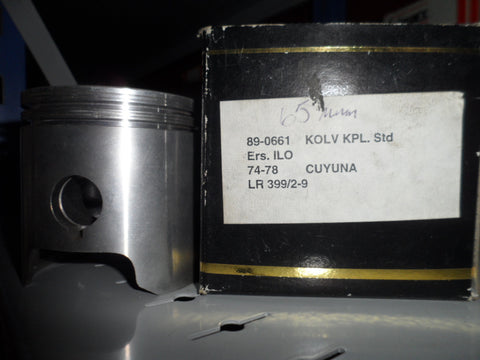 65 mm
89-0661 KOLV KPL. Std
Ers. ILO
74-78 CUYUNA
LR 399/2-9